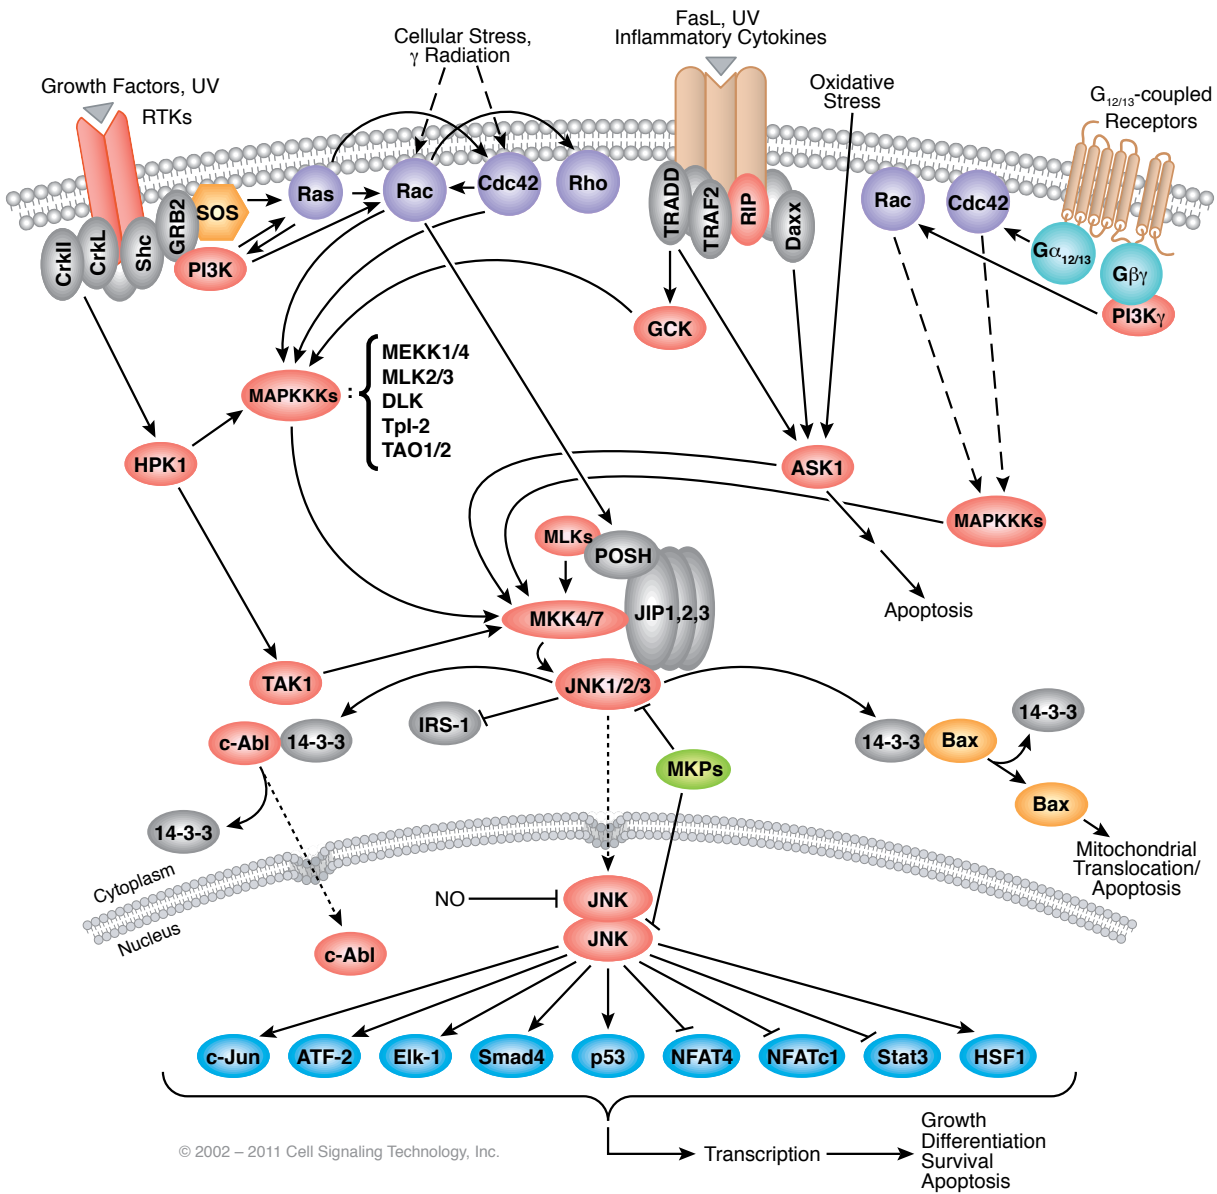 FasL, UV
Inflammatory Cytokines
Cellular Stress,
γ Radiation
Growth Factors, UV
RTKs
Oxidative
Stress
G12/13-coupled
Receptors
CrkII
CrkL
Shc
GRB2
SOS
PI3K
Ras
Rac
Cdc42
Rho
TRADD
TRAF2
RIP
Daxx
Rac
Cdc42
Gα12/13
Gβγ
PI3Kγ
GCK
MAPKKKs
:
MEKK1/4
MLK2/3
DLK
Tpl-2
TAO1/2
HPK1
ASK1
MAPKKKs
MLKs
POSH
JIP1,2,3
MKK4/7
Apoptosis
TAK1
JNK1/2/3
IRS-1
c-Abl
14-3-3
MKPs
14-3-3
Bax
14-3-3
Bax
14-3-3
Mitochondrial
Translocation/
Apoptosis
Cytoplasm
Nucleus
NO
JNK
JNK
c-Abl
c-Jun
ATF-2
Elk-1
Smad4
p53
NFAT4
NFATc1
Stat3
HSF1
© 2002 – 2011 Cell Signaling Technology, Inc.
Transcription
Growth
Differentiation
Survival
Apoptosis